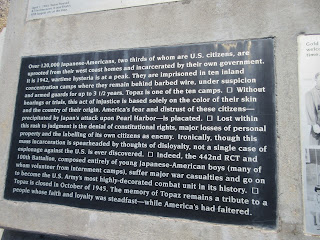 Over 120,000 Japanese-Americans, two thirds of whom are U.S. citizens, are
uprooted from their west coast homes and incarcerated by their own government.
It is 1942, wartime hysteria is at a peak. They are imprisoned in ten inland
concentration camps where they remain behind barbed wire, under suspicion
and armed guards for up to 3 1/2 years. Topaz is one of the ten camps. □ Without
hearings or trials, this act of injustice is based solely on the color of their skin
and the country of their origin. America's fear and distrust of these citizens—
precipitated by Japan's attack upon Pearl Harbor—is placated. □ Lost within
this rush to judgment is the denial of constitutional rights, major losses of personal
property and the labelling of its own citizens as enemy. Ironically, though this
mass incarceration is spearheaded by thoughts of disloyalty, not a single case of
espionage against the U.S. is ever discovered. □ Indeed, the 442nd RCT and
100th Battalion, composed entirely of young Japanese-American boys (many of
whom volunteer from internment camps), suffer major war casualties and go on
to become the U.S. Army's most highly-decorated combat unit in its history. □
Topaz is closed in October of 1945. The memory of Topaz remains a tribute to a
people whose faith and loyalty was steadfast—while America's had faltered.
Gold